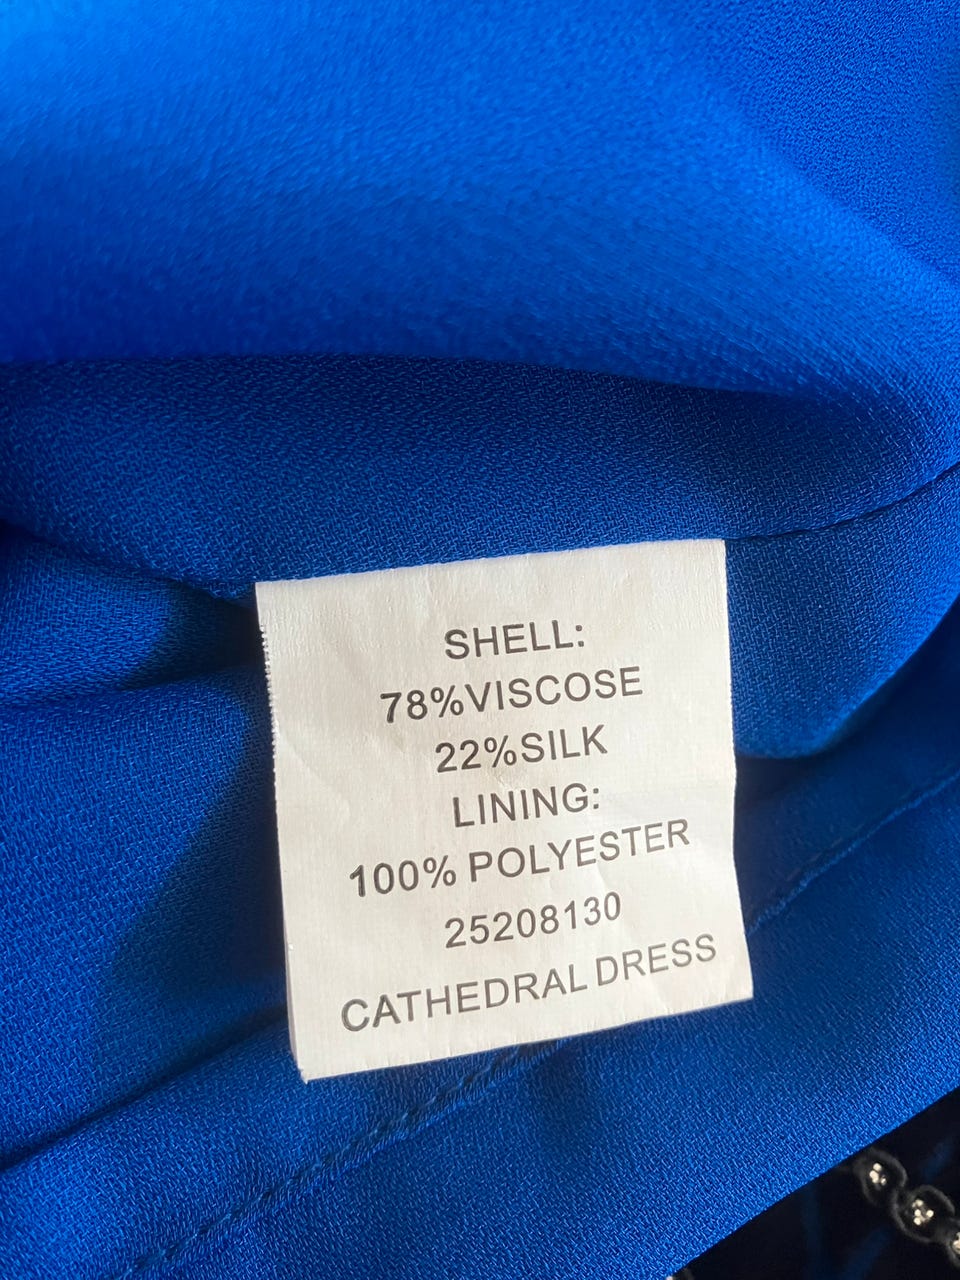 SHELL:
78%VISCOSE
22%SILK
LINING:
100% POLYESTER
25208130
CATHEDRAL DRESS